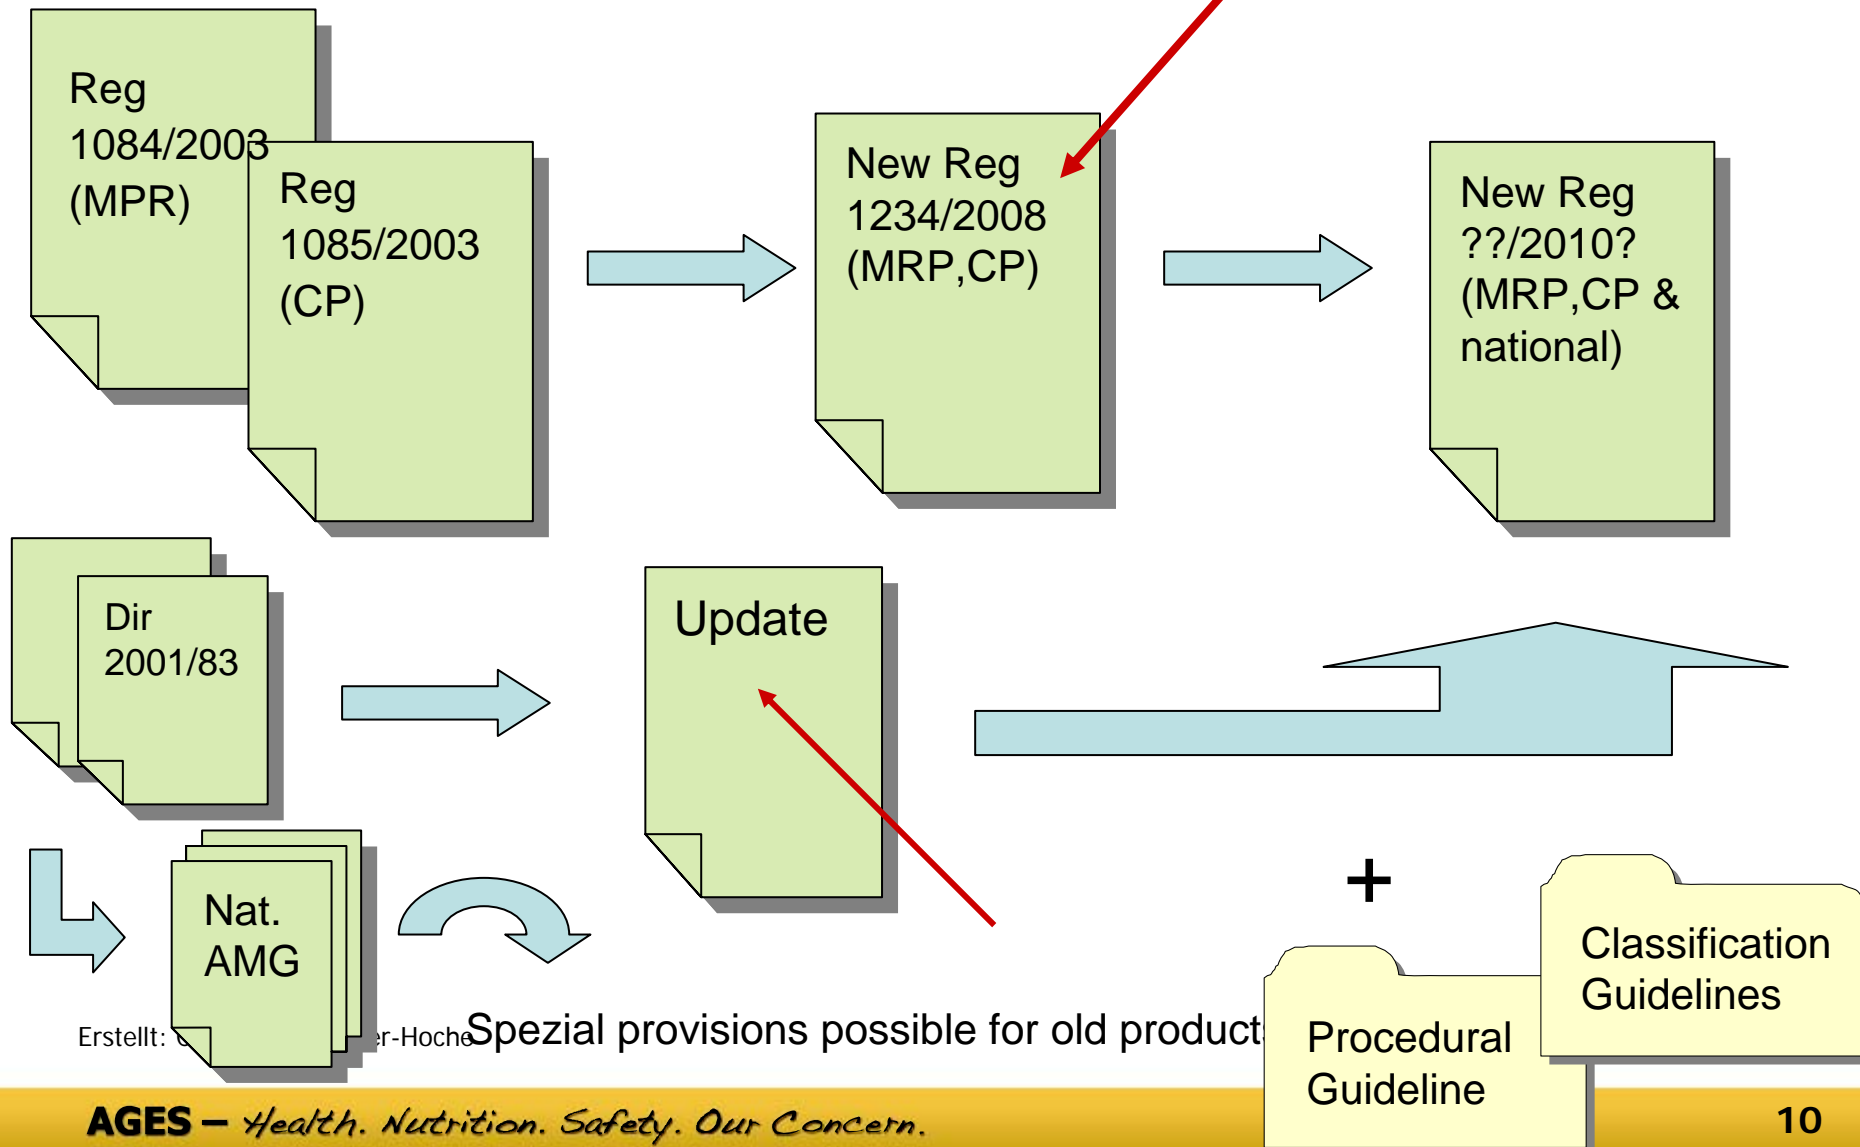 Reg
1084/2003
(MPR)
Reg
1085/2003
(CP)
New Reg
1234/2008
(MRP,CP)
New Reg
??/2010?
(MRP,CP &
national)
Dir
2001/83
Update
Nat.
AMG
+
Classification
Guidelines
Procedural
Guideline
Spezial provisions possible for old products
Erstellt:
AGES – Health. Nutrition. Safety. Our Concern.
10